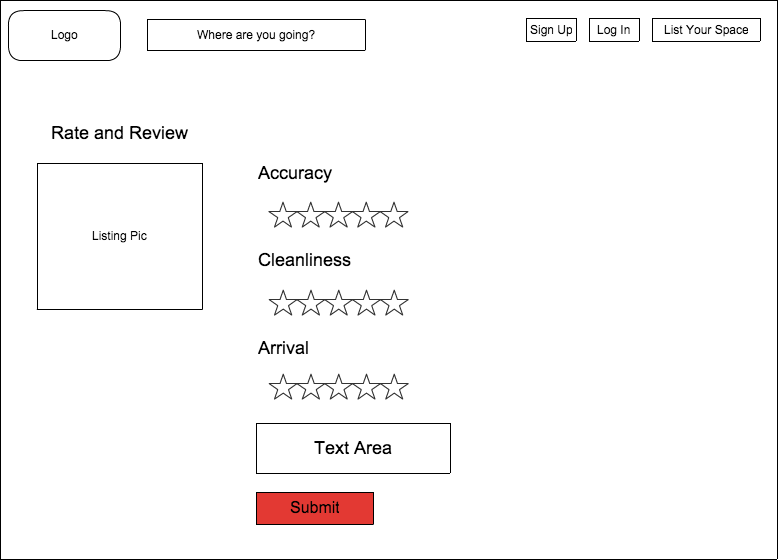 Logo
Where are you going?
Sign Up
Log In
List Your Space
Rate and Review
Listing Pic
Accuracy
Cleanliness
Arrival
Text Area
Submit